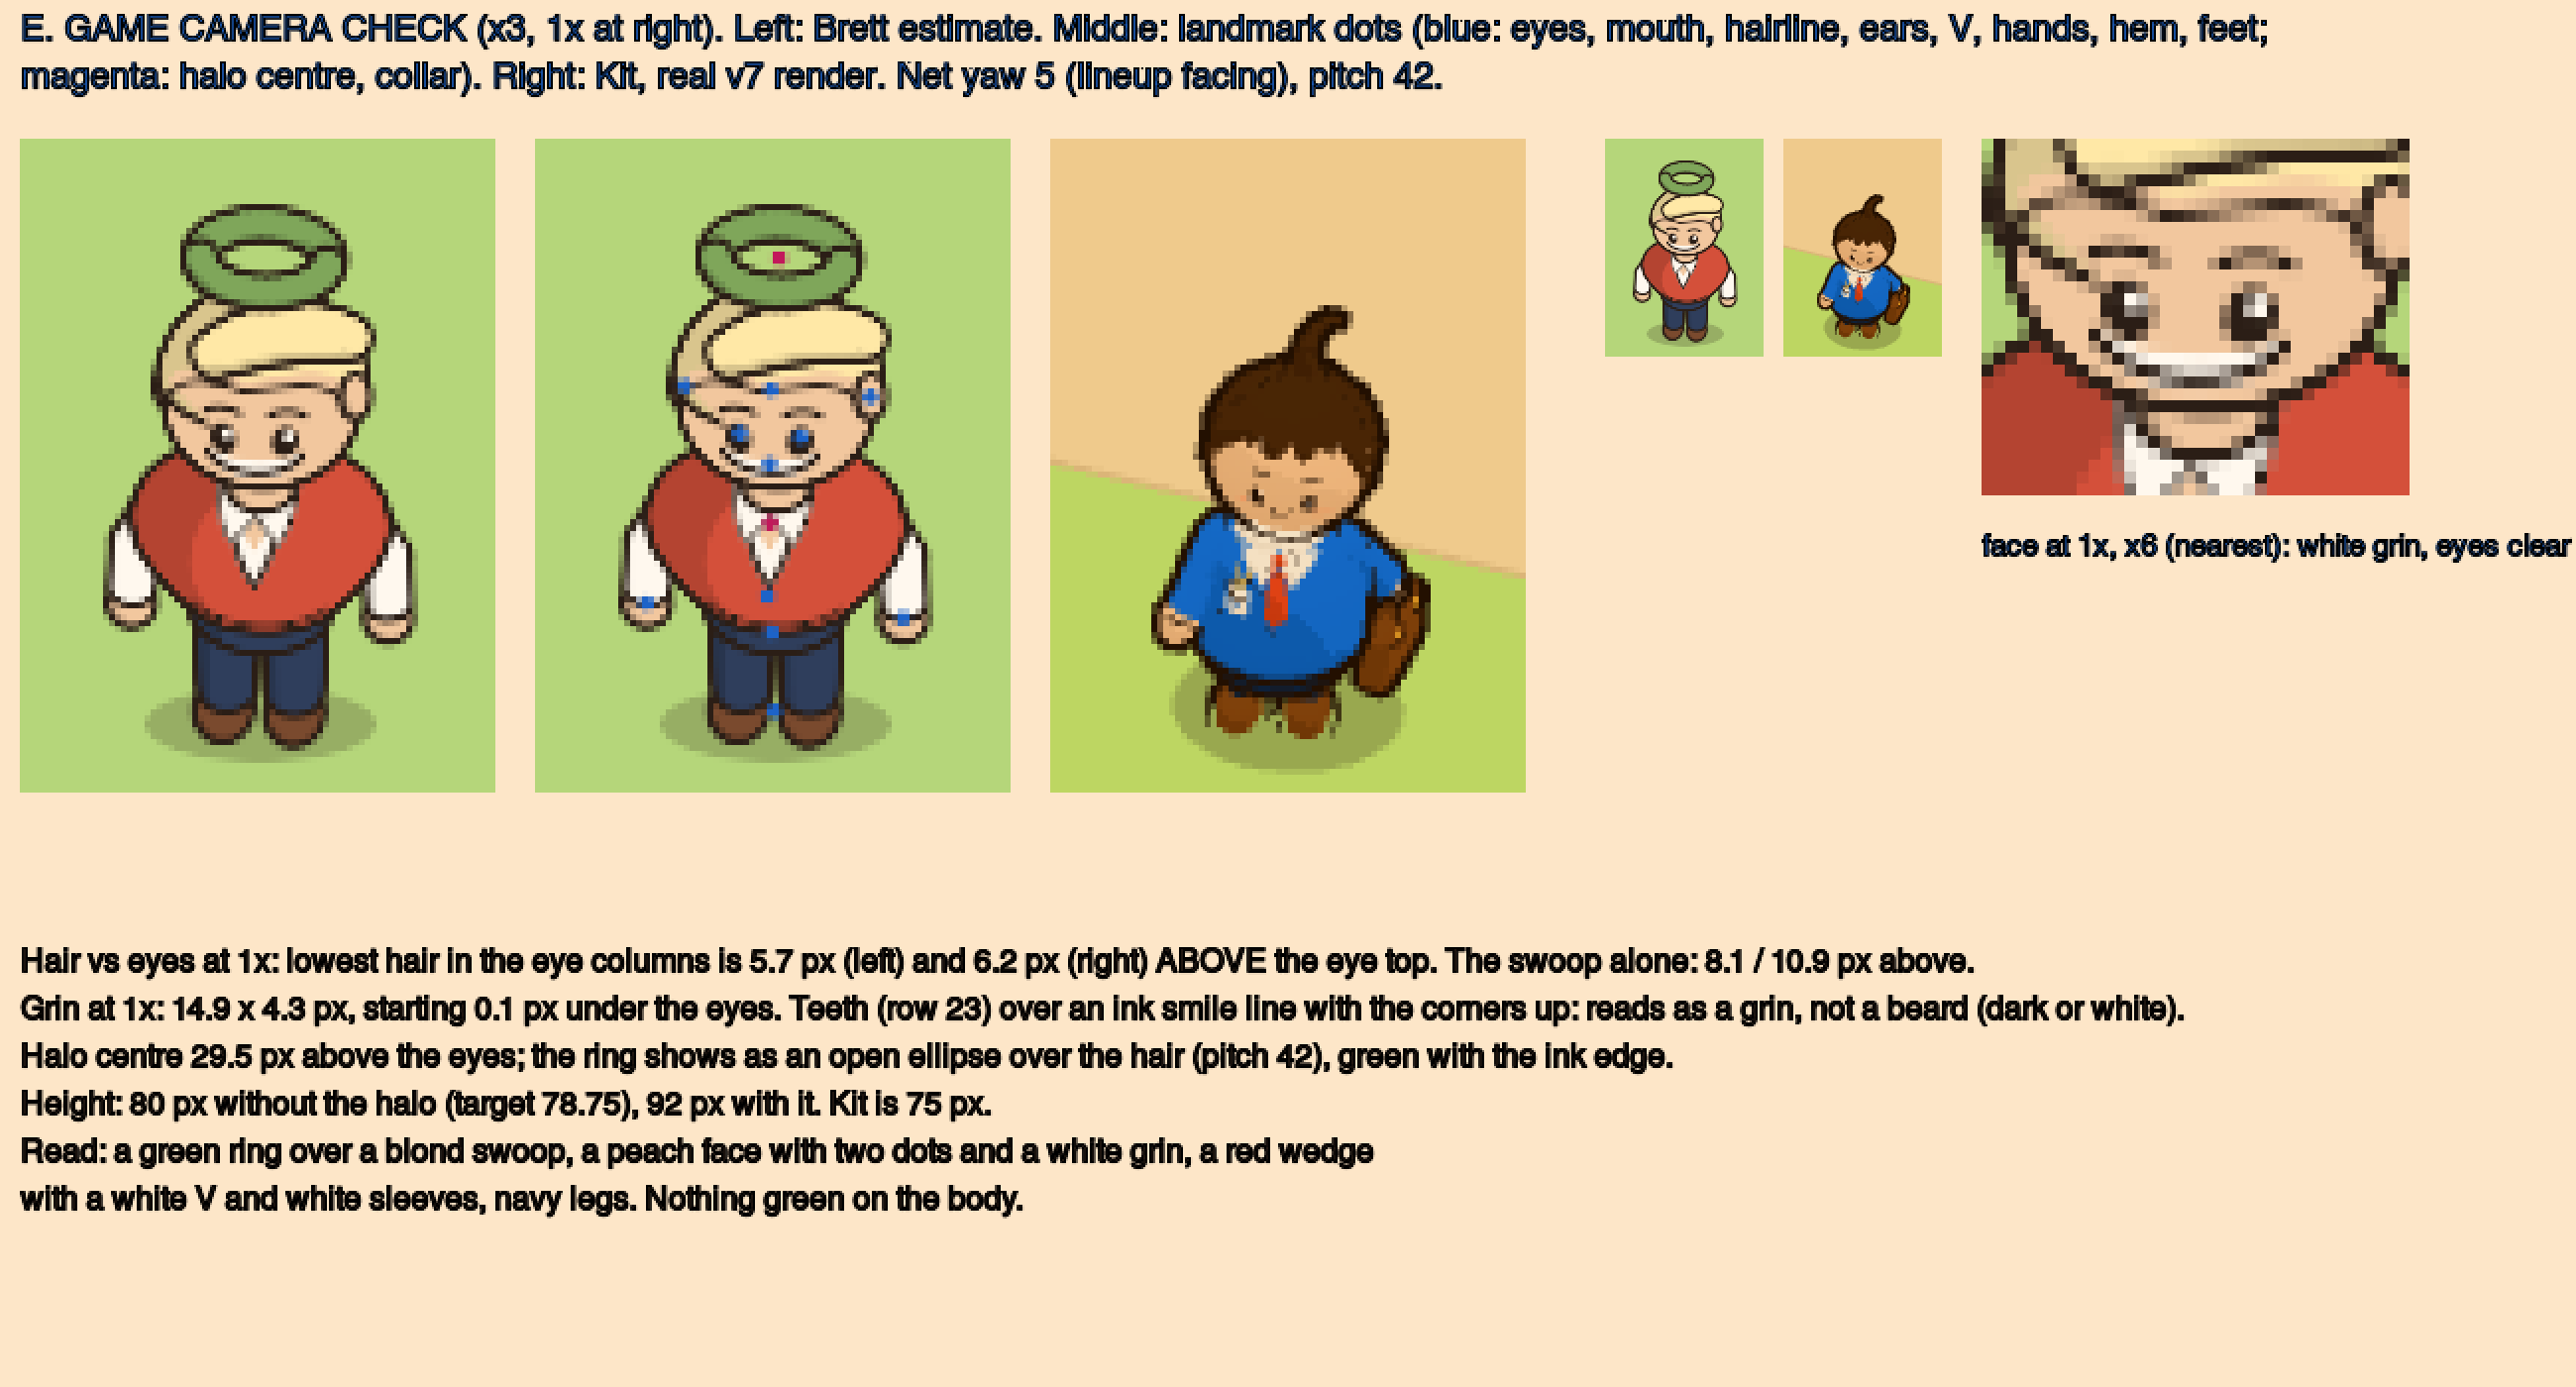 E. GAME CAMERA CHECK (x3, 1x at right). Left: Brett estimate. Middle: landmark dots (blue: eyes, mouth, hairline, ears, V, hands, hem, feet;
magenta: halo centre, collar). Right: Kit, real v7 render. Net yaw 5 (lineup facing), pitch 42.
face at 1x, x6 (nearest): white grin, eyes clear
Hair vs eyes at 1x: lowest hair in the eye columns is 5.7 px (left) and 6.2 px (right) ABOVE the eye top. The swoop alone: 8.1 / 10.9 px above.
Grin at 1x: 14.9 x 4.3 px, starting 0.1 px under the eyes. Teeth (row 23) over an ink smile line with the corners up: reads as a grin, not a beard (dark or white).
Halo centre 29.5 px above the eyes; the ring shows as an open ellipse over the hair (pitch 42), green with the ink edge.
Height: 80 px without the halo (target 78.75), 92 px with it. Kit is 75 px.
Read: a green ring over a blond swoop, a peach face with two dots and a white grin, a red wedge
with a white V and white sleeves, navy legs. Nothing green on the body.